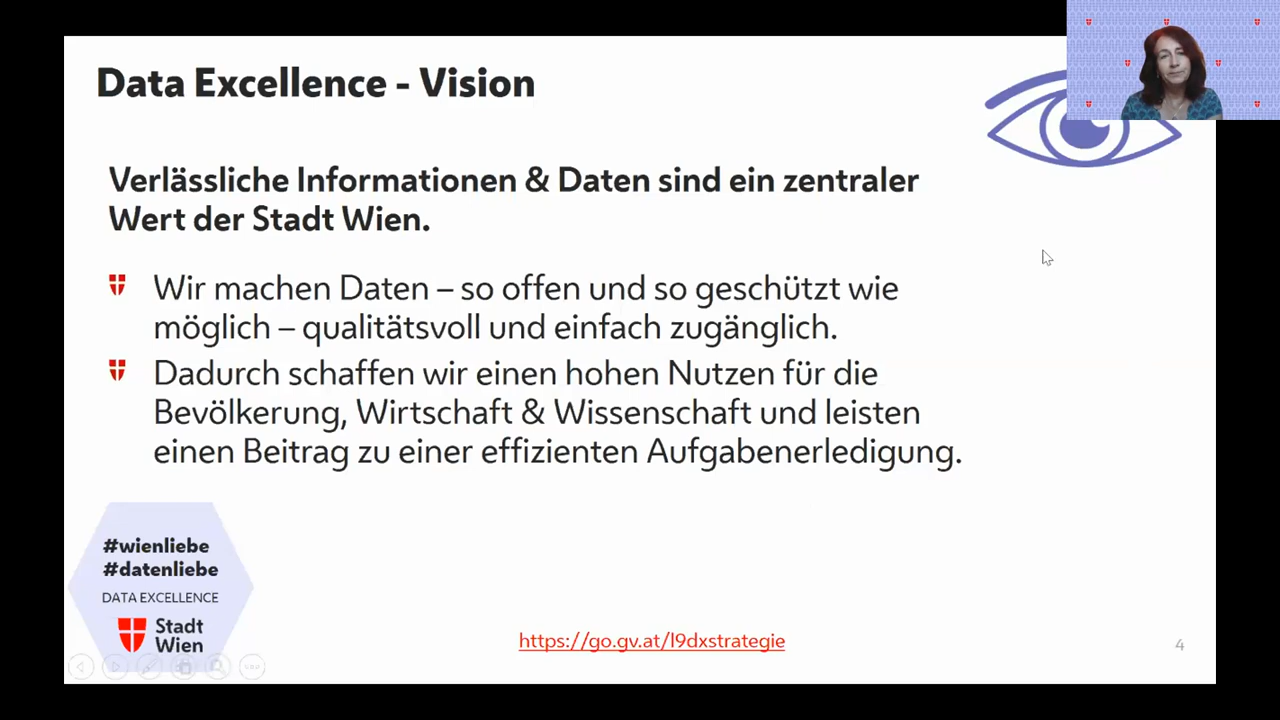 Data Excellence - Vision
Verlässliche Informationen & Daten sind ein zentraler
Wert der Stadt Wien.
Wir machen Daten – so offen und so geschützt wie
möglich – qualitätsvoll und einfach zugänglich.
Dadurch schaffen wir einen hohen Nutzen für die
Bevölkerung, Wirtschaft & Wissenschaft und leisten
einen Beitrag zu einer effizienten Aufgabenerledigung.
#wienliebe
#datenliebe
DATA EXCELLENCE
Stadt
Wien
https://go.gv.at/l9dxstrategie
4